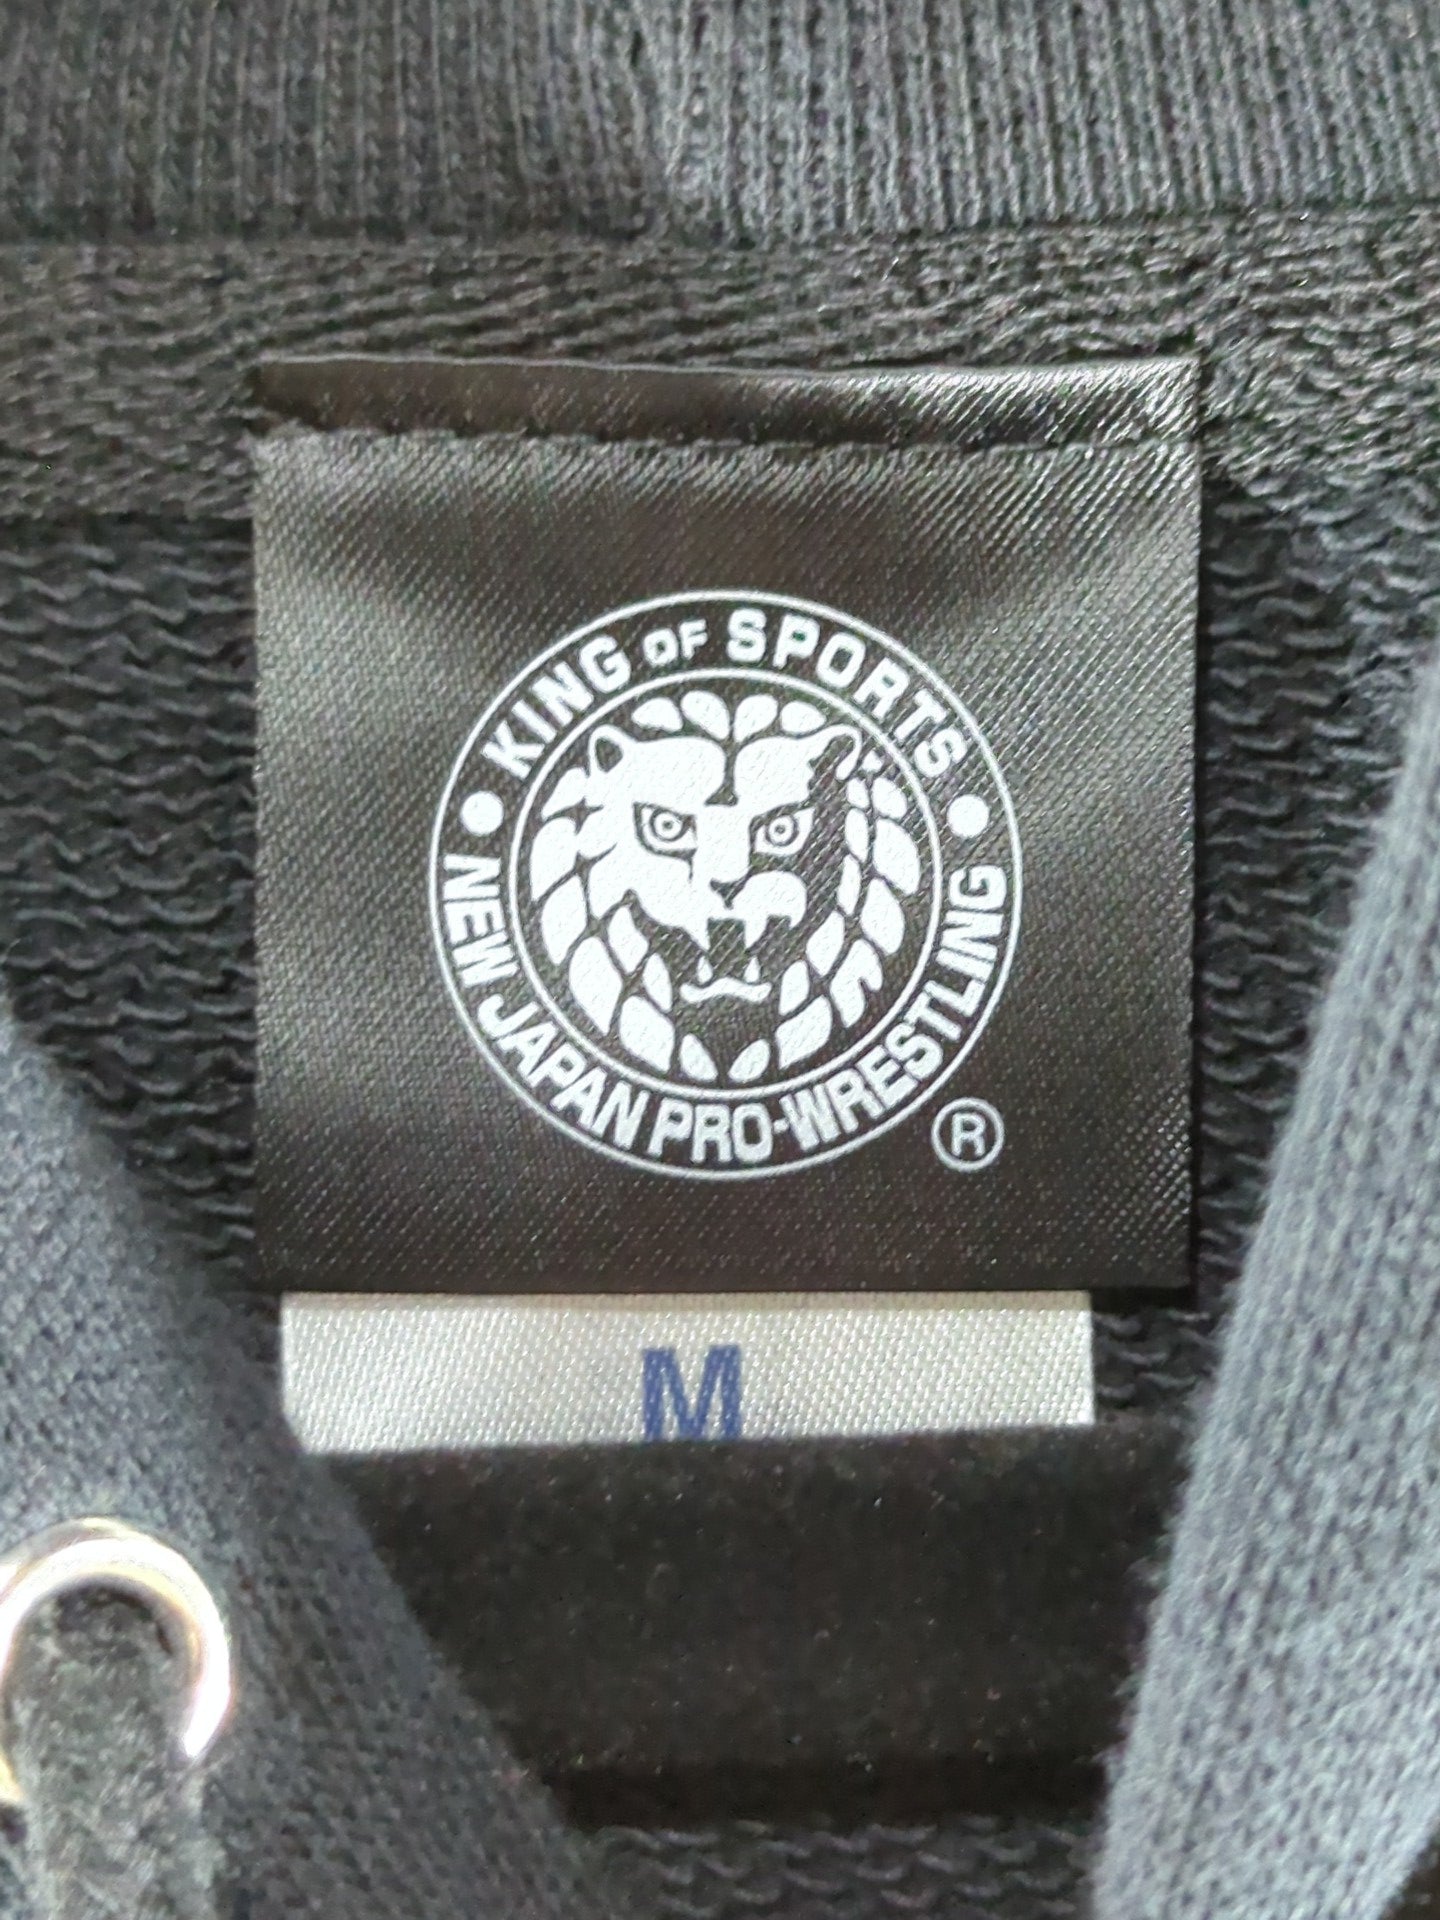 KING OF SPORTS
NEW JAPAN PRO-WRESTLING
®
M